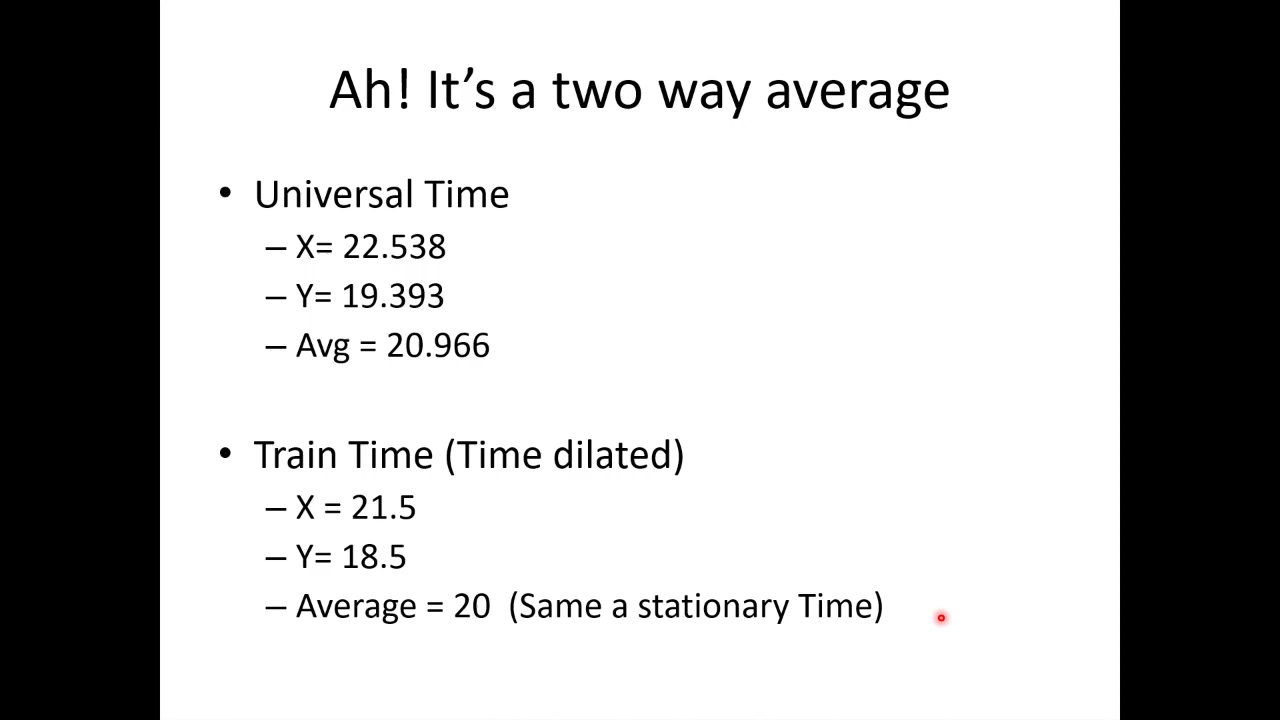 Ah! It’s a two way average
• Universal Time
– X= 22.538
– Y= 19.393
– Avg = 20.966
• Train Time (Time dilated)
– X = 21.5
– Y= 18.5
– Average = 20 (Same a stationary Time)